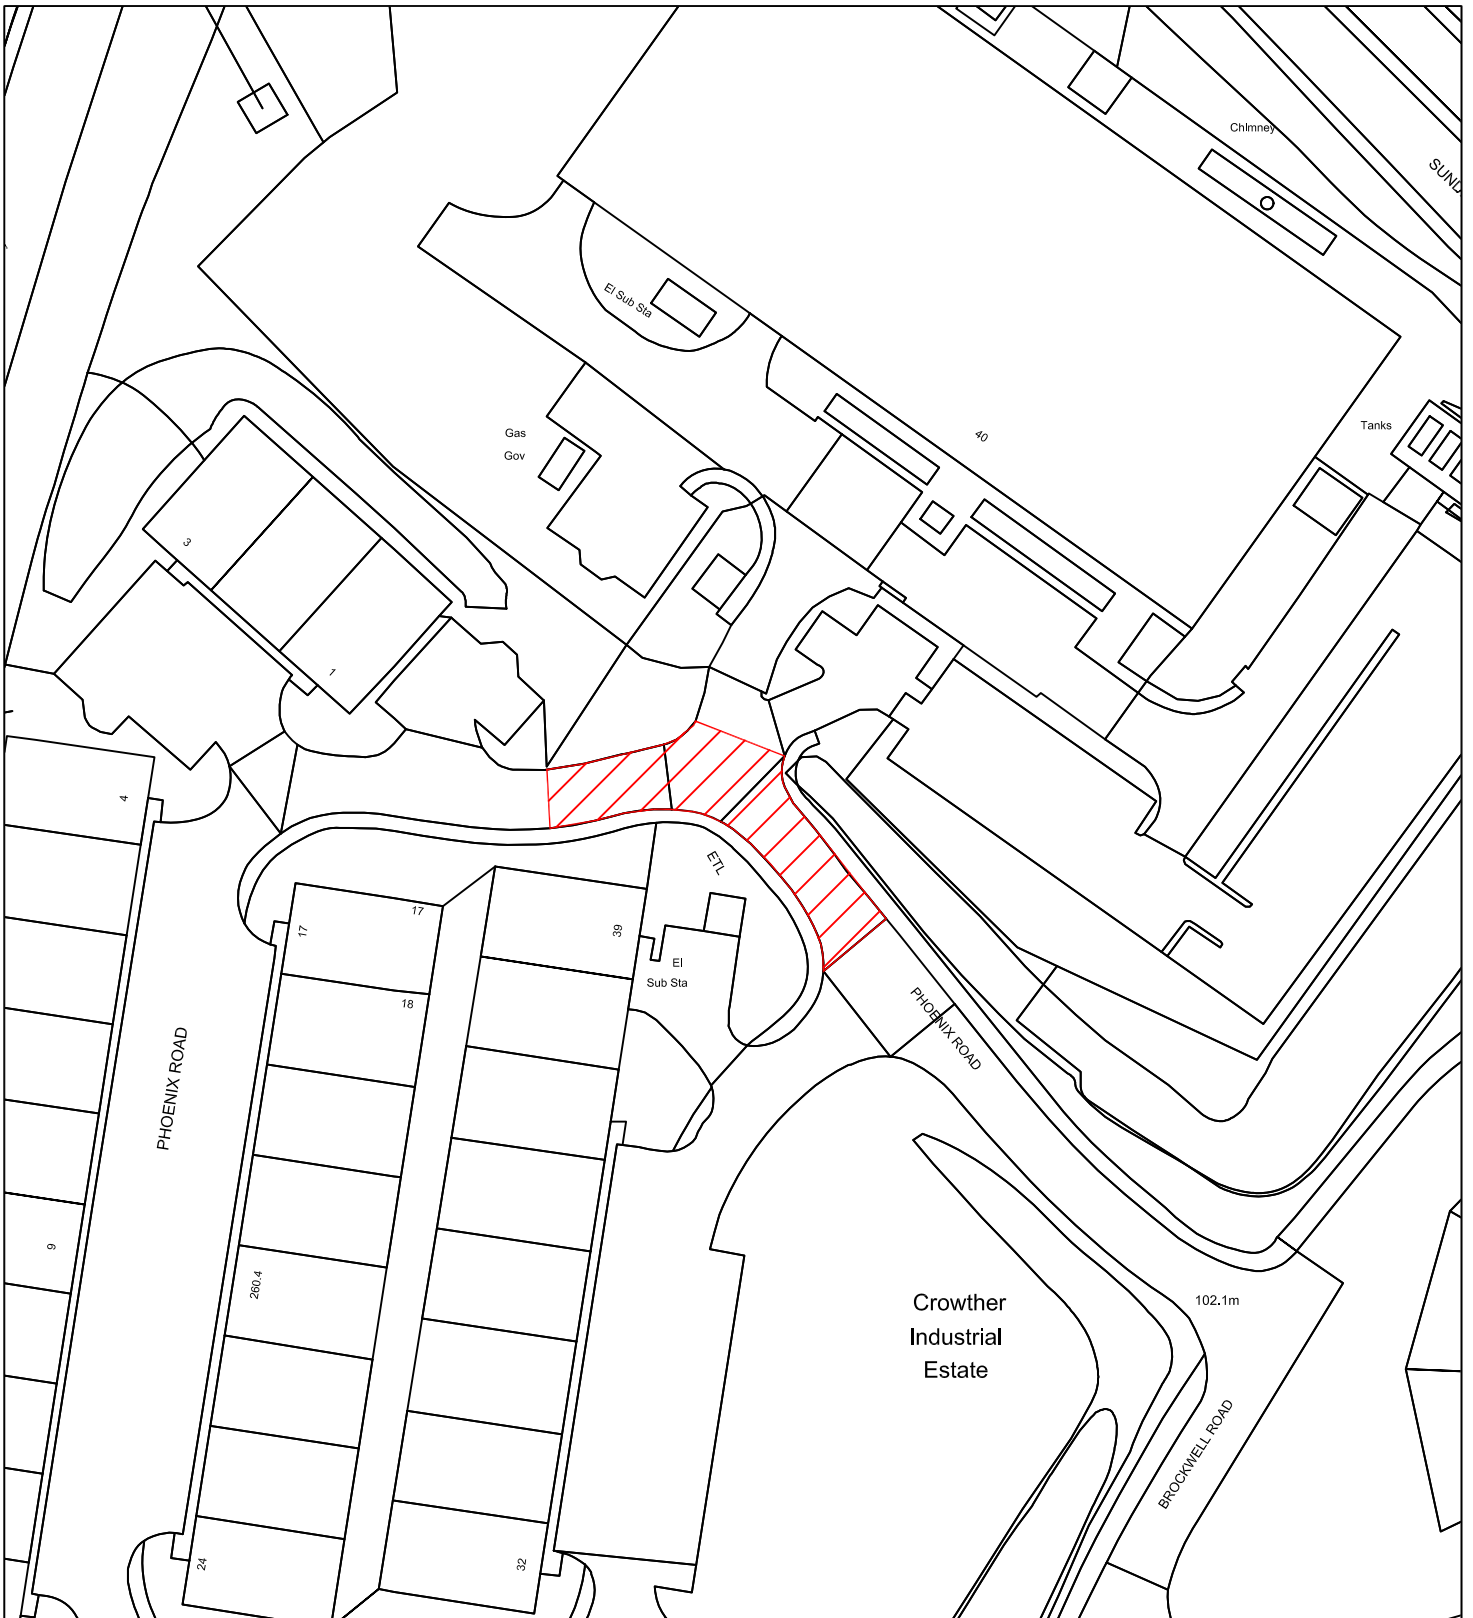 Chimney
SUND
El Sub Sta
40
Tanks
Gas
Gov
3
1
4
ETL
17
17
39
El
Sub Sta
18
PHOENIX ROAD
PHOENIX ROAD
9
260.4
Crowther
Industrial
Estate
102.1m
BROCKWELL ROAD
24
32